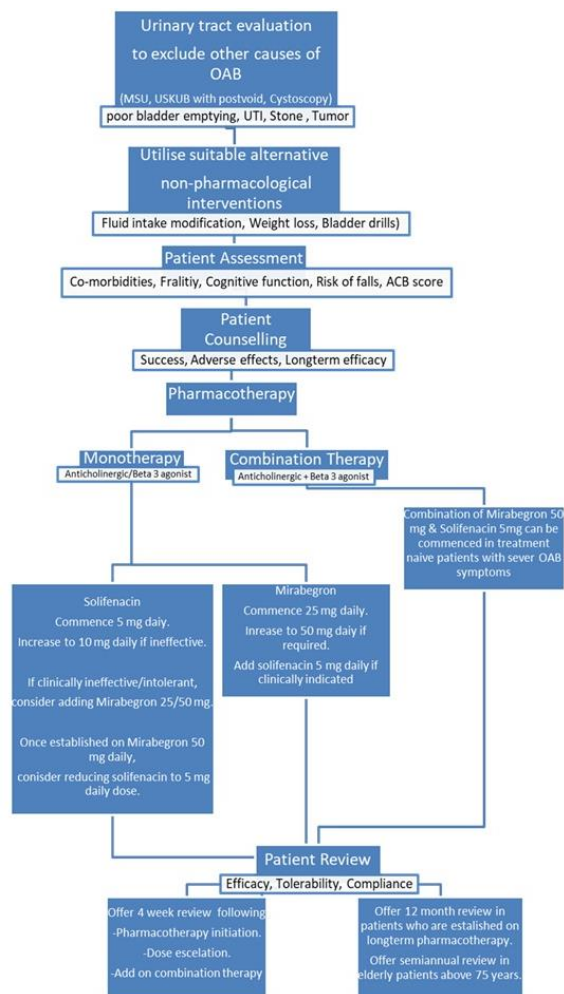 Urinary tract evaluation
to exclude other causes of
OAB
(MSU, USKUB with postvoid, Cystoscopy)
poor bladder emptying, UTI, Stone , Tumor
Utilise suitable alternative
non-pharmacological
interventions
Fluid intake modification, Weight loss, Bladder drills)
Patient Assessment
Co-morbidities, Fralitiy, Cognitive function, Risk of falls, ACB score
Patient
Counselling
Success, Adverse effects, Longterm efficacy
Pharmacotherapy
Monotherapy
Anticholinergic/Beta 3 agonist
Combination Therapy
Anticholinergic + Beta 3 agonist
Combination of Mirabegron 50
mg & Solifenacin 5mg can be
commenced in treatment
naive patients with sever OAB
symptoms
Solifenacin
Commence 5 mg daiy.
Increase to 10 mg daily if ineffective.
If clinically ineffective/intolerant,
consider adding Mirabegron 25/50 mg.
Once established on Mirabegron 50
mg daily,
conisder reducing solifenacin to 5 mg
daily dose.
Mirabegron
Commence 25 mg daily.
Inrease to 50 mg daiy if
required.
Add solifenacin 5 mg daily if
clinically indicated
Patient Review
Efficacy, Tolerability, Compliance
Offer 4 week review following
-Pharmacotherapy initiation.
-Dose escelation.
-Add on combination therapy
Offer 12 month review in
patients who are estalished on
longterm pharmacotherapy.
Offer semiannual review in
elderly patients above 75 years.